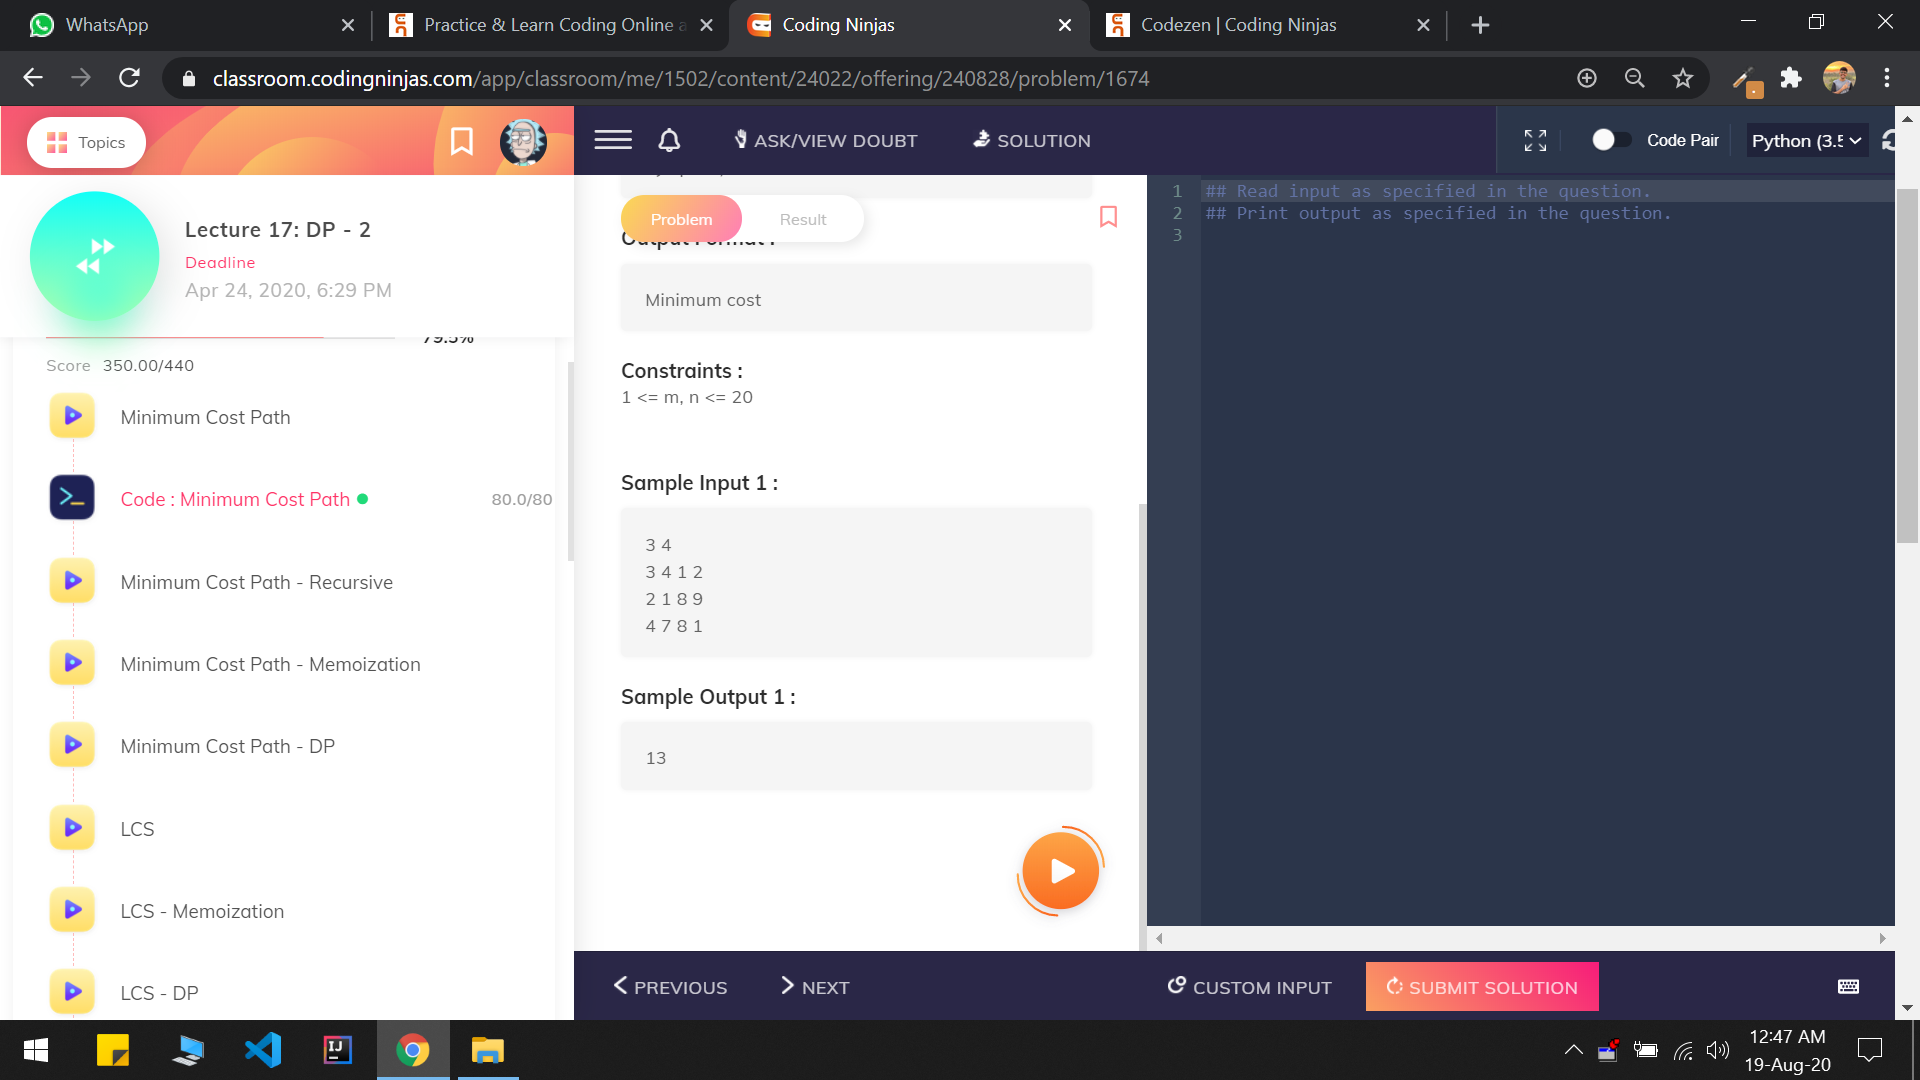 WhatsApp
Practice & Learn Coding Online a
Coding Ninjas
Codezen | Coding Ninjas
classroom.codingninjas.com/app/classroom/me/1502/content/24022/offering/240828/problem/1674
Topics
ASK/VIEW DOUBT
SOLUTION
Code Pair
Python (3.5
Lecture 17: DP - 2
Deadline
Apr 24, 2020, 6:29 PM
79.5%
Score 350.00/440
Minimum Cost Path
Code : Minimum Cost Path
80.0/80
Minimum Cost Path - Recursive
Minimum Cost Path - Memoization
Minimum Cost Path - DP
LCS
LCS - Memoization
LCS - DP
Problem
Result
Output Format :
Minimum cost
Constraints :
1 <= m, n <= 20
Sample Input 1 :
3 4
3 4 1 2
2 1 8 9
4 7 8 1
Sample Output 1 :
13
1 ## Read input as specified in the question.
2 ## Print output as specified in the question.
3
PREVIOUS
NEXT
CUSTOM INPUT
SUBMIT SOLUTION
IJ
12:47 AM
19-Aug-20